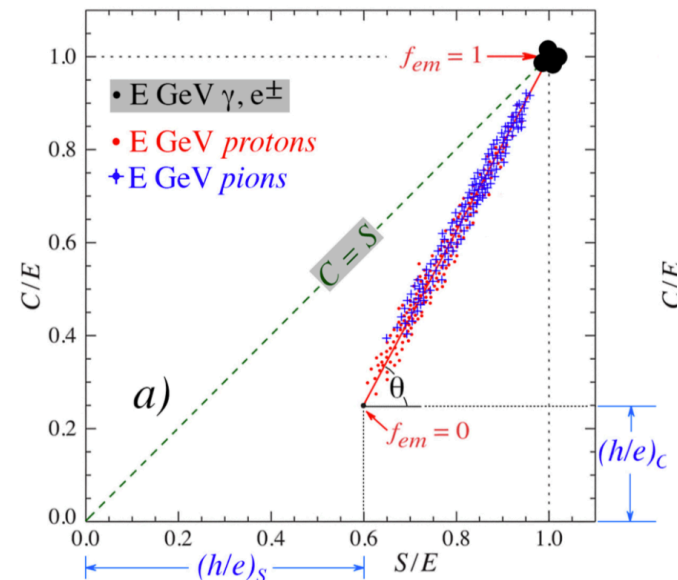 1.0
0.8
0.6
0.4
0.2
0.0
C/E
f_em = 1
• E GeV γ, e±
• E GeV protons
+ E GeV pions
C = S
a)
θ
f_em = 0
(h/e)_C
C/E
0.0 0.2 0.4 0.6 0.8 1.0
(h/e)_S
S/E